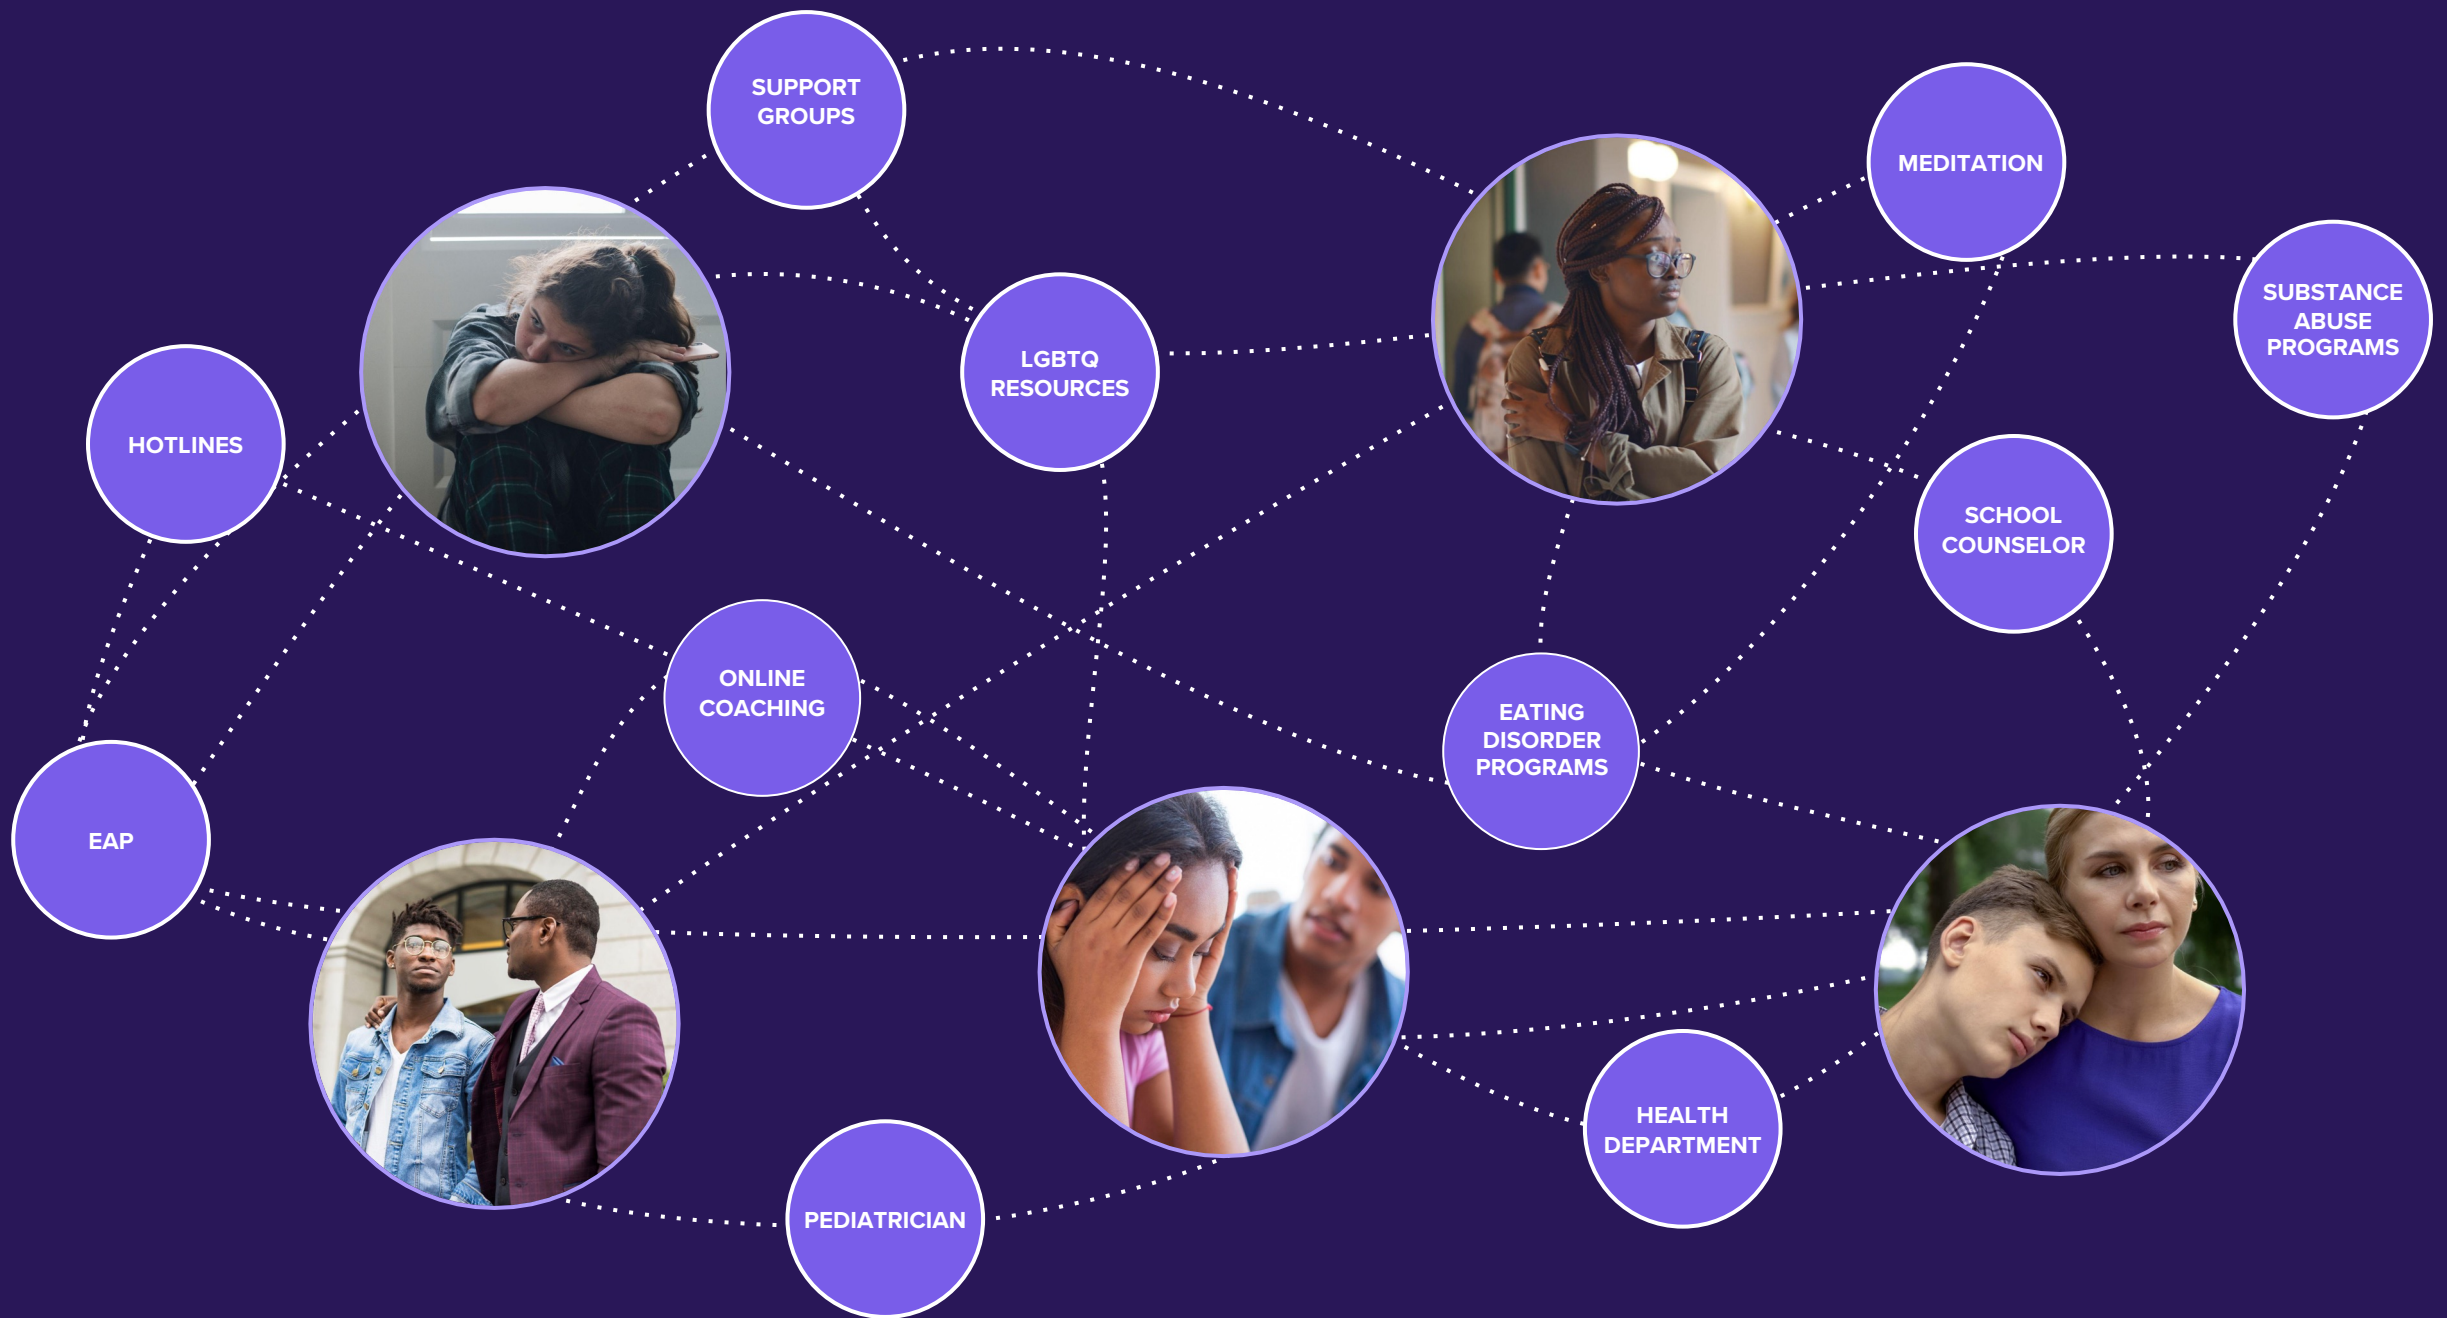 SUPPORT
GROUPS
MEDITATION
SUBSTANCE
ABUSE
PROGRAMS
LGBTQ
RESOURCES
HOTLINES
SCHOOL
COUNSELOR
ONLINE
COACHING
EATING
DISORDER
PROGRAMS
EAP
HEALTH
DEPARTMENT
PEDIATRICIAN